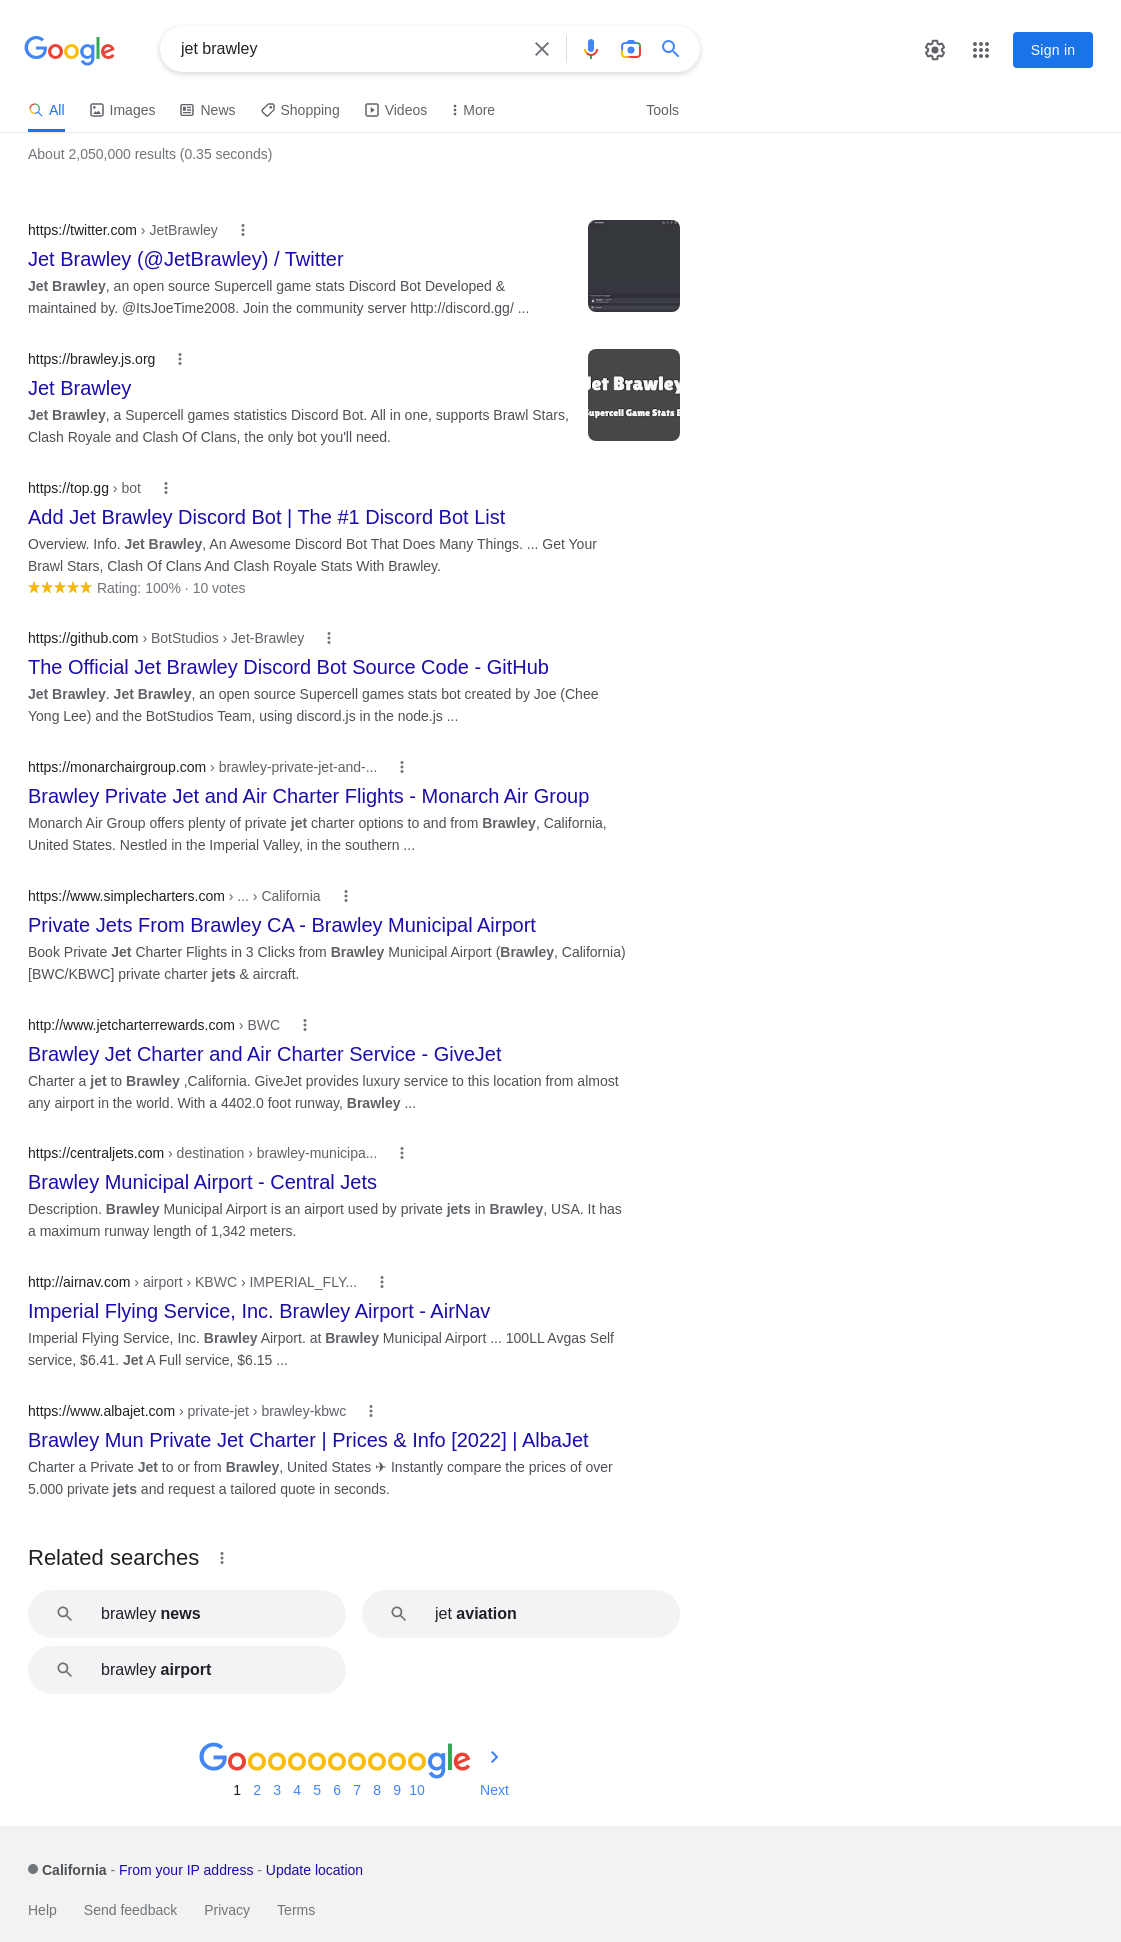 Google
jet brawley
Sign in
All
Images
News
Shopping
Videos
More
Tools
About 2,050,000 results (0.35 seconds)
https://twitter.com › JetBrawley
Jet Brawley (@JetBrawley) / Twitter
Jet Brawley, an open source Supercell game stats Discord Bot Developed &
maintained by. @ItsJoeTime2008. Join the community server http://discord.gg/ ...
https://brawley.js.org
Jet Brawley
Jet Brawley, a Supercell games statistics Discord Bot. All in one, supports Brawl Stars,
Clash Royale and Clash Of Clans, the only bot you'll need.
Jet Brawley
Supercell Game Stats
https://top.gg › bot
Add Jet Brawley Discord Bot | The #1 Discord Bot List
Overview. Info. Jet Brawley, An Awesome Discord Bot That Does Many Things. ... Get Your
Brawl Stars, Clash Of Clans And Clash Royale Stats With Brawley.
Rating: 100% · 10 votes
https://github.com › BotStudios › Jet-Brawley
The Official Jet Brawley Discord Bot Source Code - GitHub
Jet Brawley. Jet Brawley, an open source Supercell games stats bot created by Joe (Chee
Yong Lee) and the BotStudios Team, using discord.js in the node.js ...
https://monarchairgroup.com › brawley-private-jet-and-...
Brawley Private Jet and Air Charter Flights - Monarch Air Group
Monarch Air Group offers plenty of private jet charter options to and from Brawley, California,
United States. Nestled in the Imperial Valley, in the southern ...
https://www.simplecharters.com › ... › California
Private Jets From Brawley CA - Brawley Municipal Airport
Book Private Jet Charter Flights in 3 Clicks from Brawley Municipal Airport (Brawley, California)
[BWC/KBWC] private charter jets & aircraft.
http://www.jetcharterrewards.com › BWC
Brawley Jet Charter and Air Charter Service - GiveJet
Charter a jet to Brawley ,California. GiveJet provides luxury service to this location from almost
any airport in the world. With a 4402.0 foot runway, Brawley ...
https://centraljets.com › destination › brawley-municipa...
Brawley Municipal Airport - Central Jets
Description. Brawley Municipal Airport is an airport used by private jets in Brawley, USA. It has
a maximum runway length of 1,342 meters.
http://airnav.com › airport › KBWC › IMPERIAL_FLY...
Imperial Flying Service, Inc. Brawley Airport - AirNav
Imperial Flying Service, Inc. Brawley Airport. at Brawley Municipal Airport ... 100LL Avgas Self
service, $6.41. Jet A Full service, $6.15 ...
https://www.albajet.com › private-jet › brawley-kbwc
Brawley Mun Private Jet Charter | Prices & Info [2022] | AlbaJet
Charter a Private Jet to or from Brawley, United States ✈ Instantly compare the prices of over
5.000 private jets and request a tailored quote in seconds.
Related searches
brawley news
jet aviation
brawley airport
Goooooooooogle
1 2 3 4 5 6 7 8 9 10 Next
California - From your IP address - Update location
Help Send feedback Privacy Terms